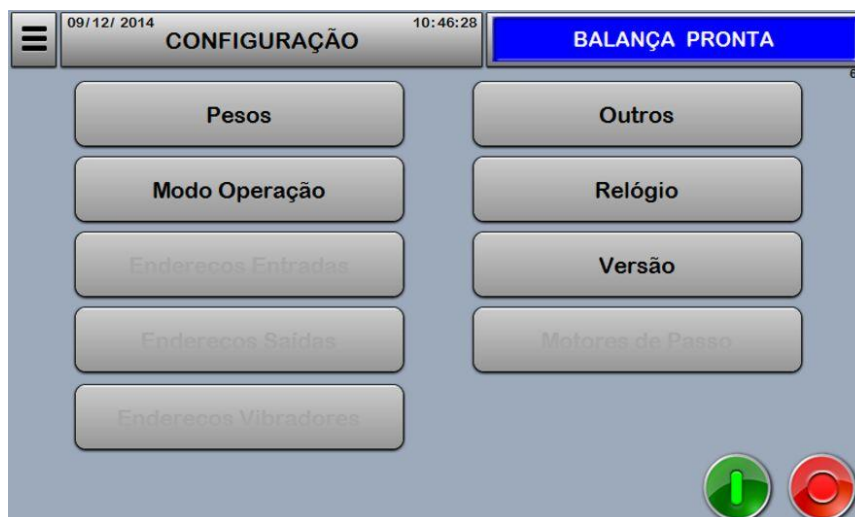 09/12/ 2014
10:46:28
CONFIGURAÇÃO
BALANÇA PRONTA
6
Pesos
Outros
Modo Operação
Relógio
Enderecos Entradas
Versão
Enderecos Saídas
Motores de Passo
Enderecos Vibradores